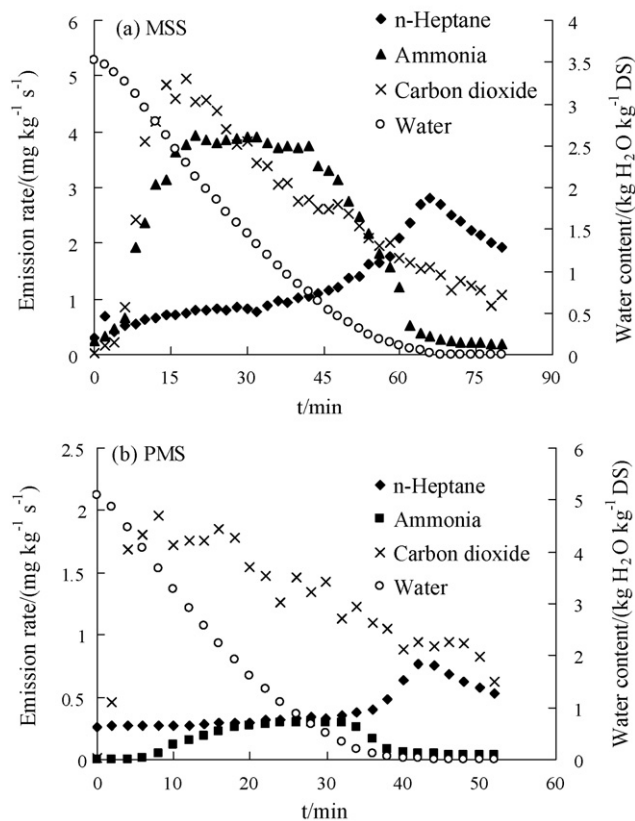 (a) MSS
n-Heptane
Ammonia
Carbon dioxide
Water
6
5
4
3
2
1
0
4
3.5
3
2.5
2
1.5
1
0.5
0
0
15
30
45
60
75
90
Emission rate/(mg kg⁻¹ s⁻¹)
Water content/(kg H₂O kg⁻¹ DS)
t/min
(b) PMS
n-Heptane
Ammonia
Carbon dioxide
Water
2.5
2
1.5
1
0.5
0
6
5
4
3
2
1
0
0
20
40
60
Emission rate/(mg kg⁻¹ s⁻¹)
Water content/(kg H₂O kg⁻¹ DS)
t/min